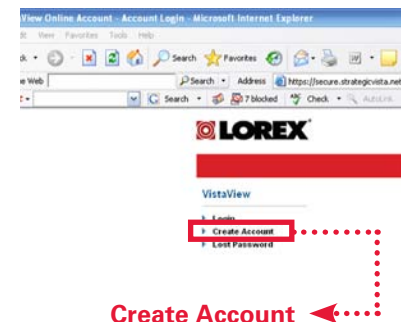 View Online Account - Account Login - Microsoft Internet Explorer
View Favorites Tools Help
Search Favorites
Web Search Address https://secure.strategicvista.net
Search 7 blocked Check AutoLink
LOREX
VistaView
Login
Create Account
Lost Password
Create Account